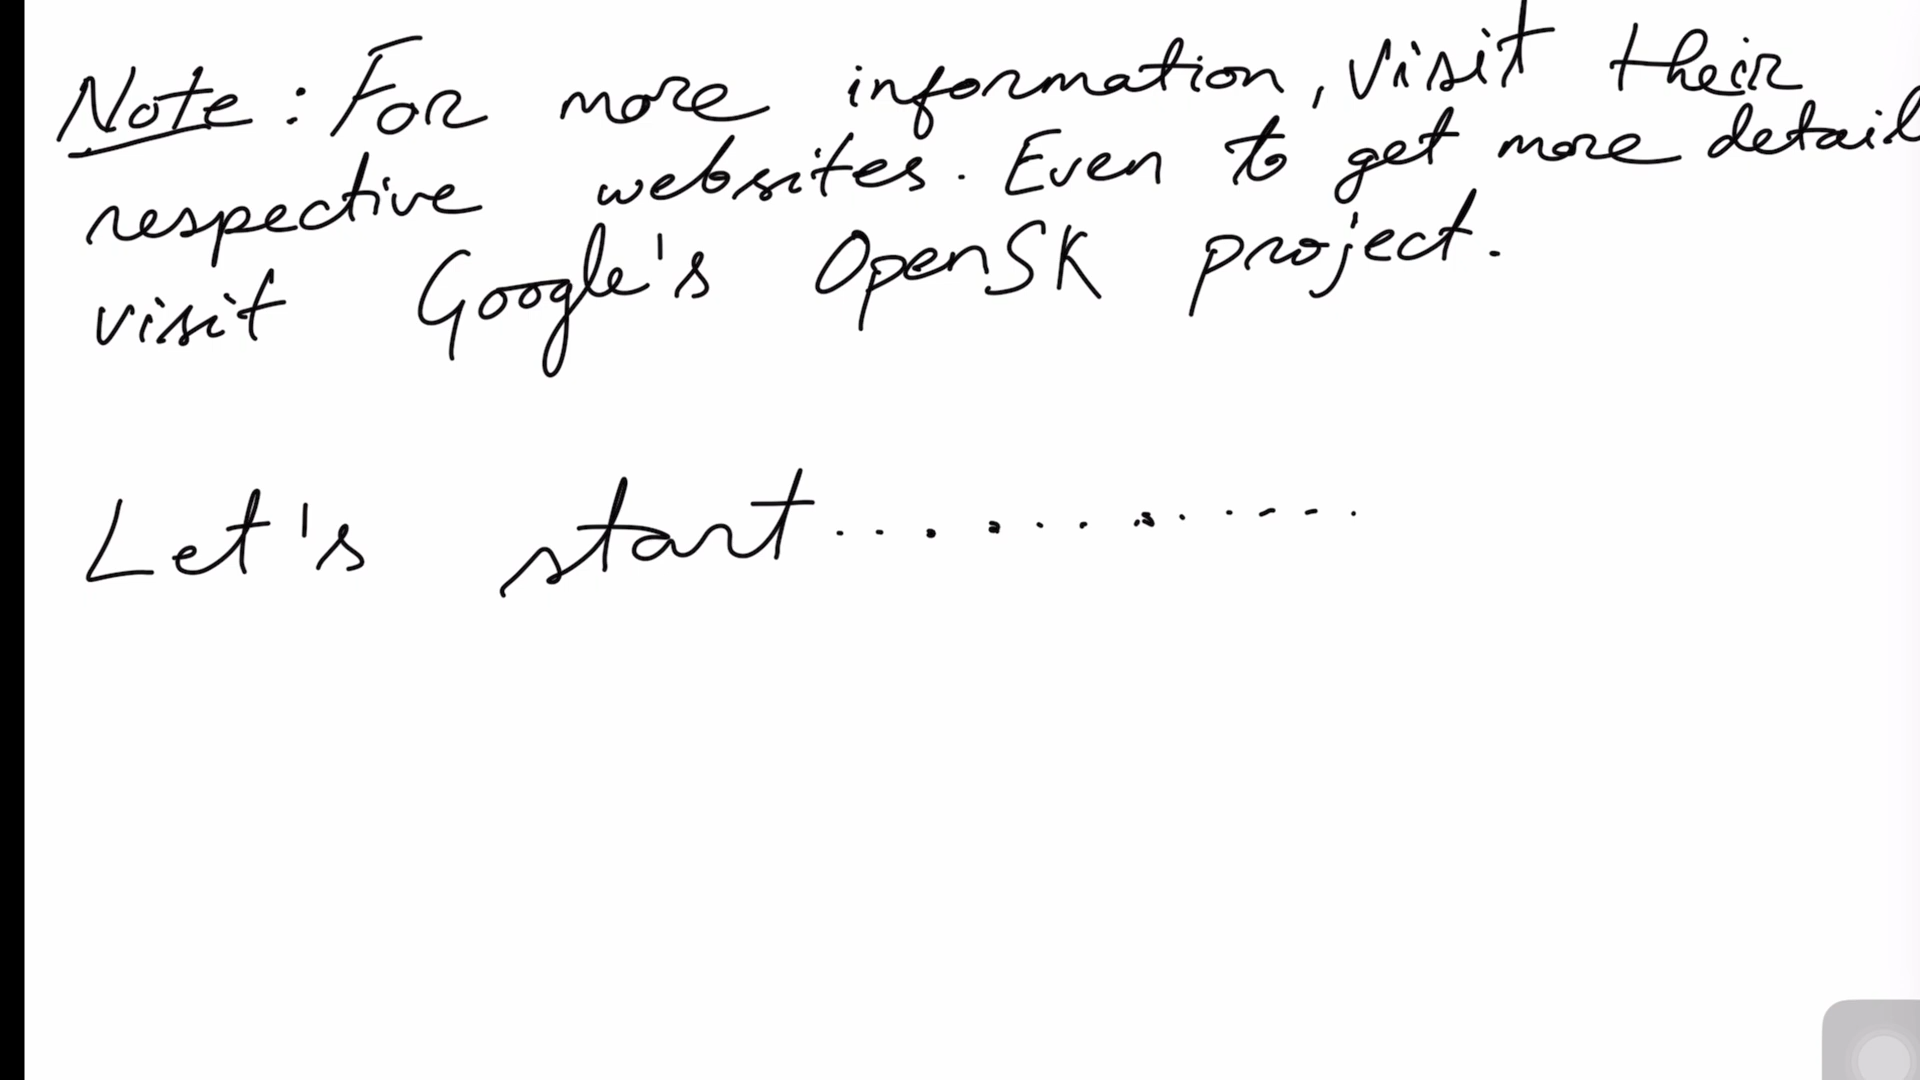 Note: For more information, visit their
respective websites. Even to get more detail
visit Google's OpenSK project.
Let's start..............